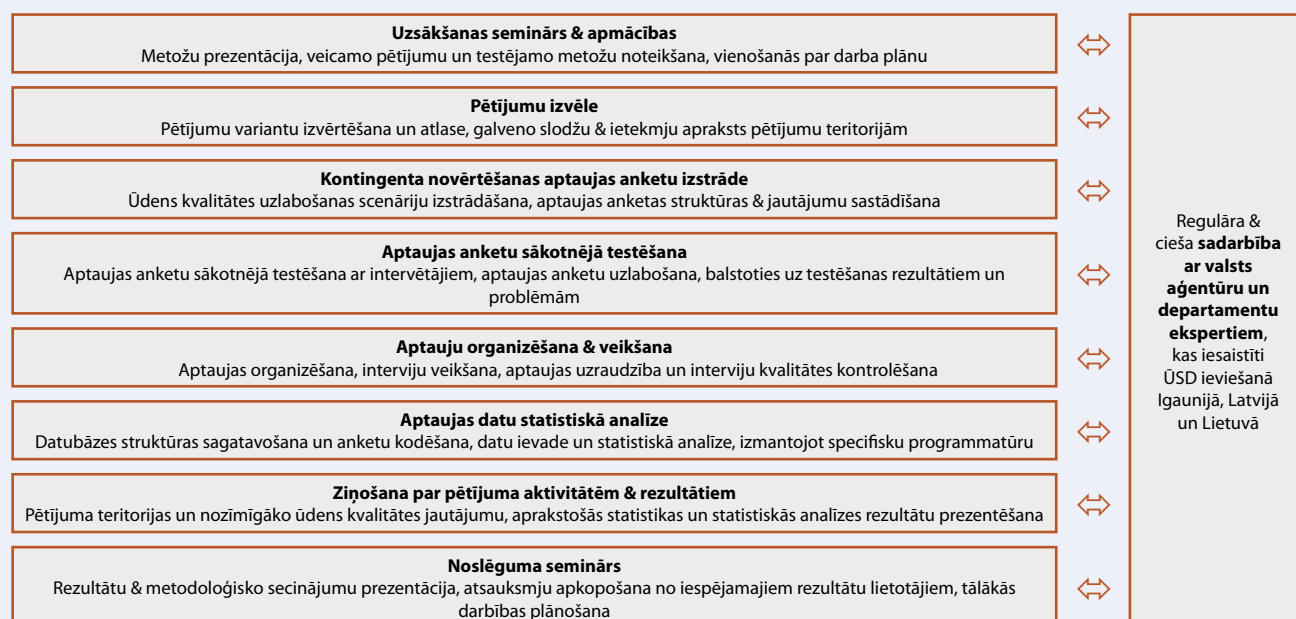 Uzsākšanas seminārs & apmācības
Metožu prezentācija, veicamo pētījumu un testējamo metožu noteikšana, vienošanās par darba plānu
Pētījumu izvēle
Pētījumu variantu izvērtēšana un atlase, galveno slodžu & ietekmju apraksts pētījumu teritorijām
Kontingenta novērtēšanas aptaujas anketu izstrāde
Ūdens kvalitātes uzlabošanas scenāriju izstrādāšana, aptaujas anketas struktūras & jautājumu sastādīšana
Aptaujas anketu sākotnējā testēšana
Aptaujas anketu sākotnējā testēšana ar intervētājiem, aptaujas anketu uzlabošana, balstoties uz testēšanas rezultātiem un
problēmām
Aptauju organizēšana & veikšana
Aptaujas organizēšana, interviju veikšana, aptaujas uzraudzība un interviju kvalitātes kontrolēšana
Aptaujas datu statistiskā analīze
Datubāzes struktūras sagatavošana un anketu kodēšana, datu ievade un statistiskā analīze, izmantojot specifisku programmatūru
Ziņošana par pētījuma aktivitātēm & rezultātiem
Pētījuma teritorijas un nozīmīgāko ūdens kvalitātes jautājumu, aprakstošās statistikas un statistiskās analīzes rezultātu prezentēšana
Noslēguma seminārs
Rezultātu & metodoloģisko secinājumu prezentācija, atsauksmju apkopošana no iespējamajiem rezultātu lietotājiem, tālākās
darbības plānošana
Regulāra &
cieša sadarbība
ar valsts
aģentūru un
departamentu
ekspertiem,
kas iesaistīti
ŪSD ieviešanā
Igaunijā, Latvijā
un Lietuvā